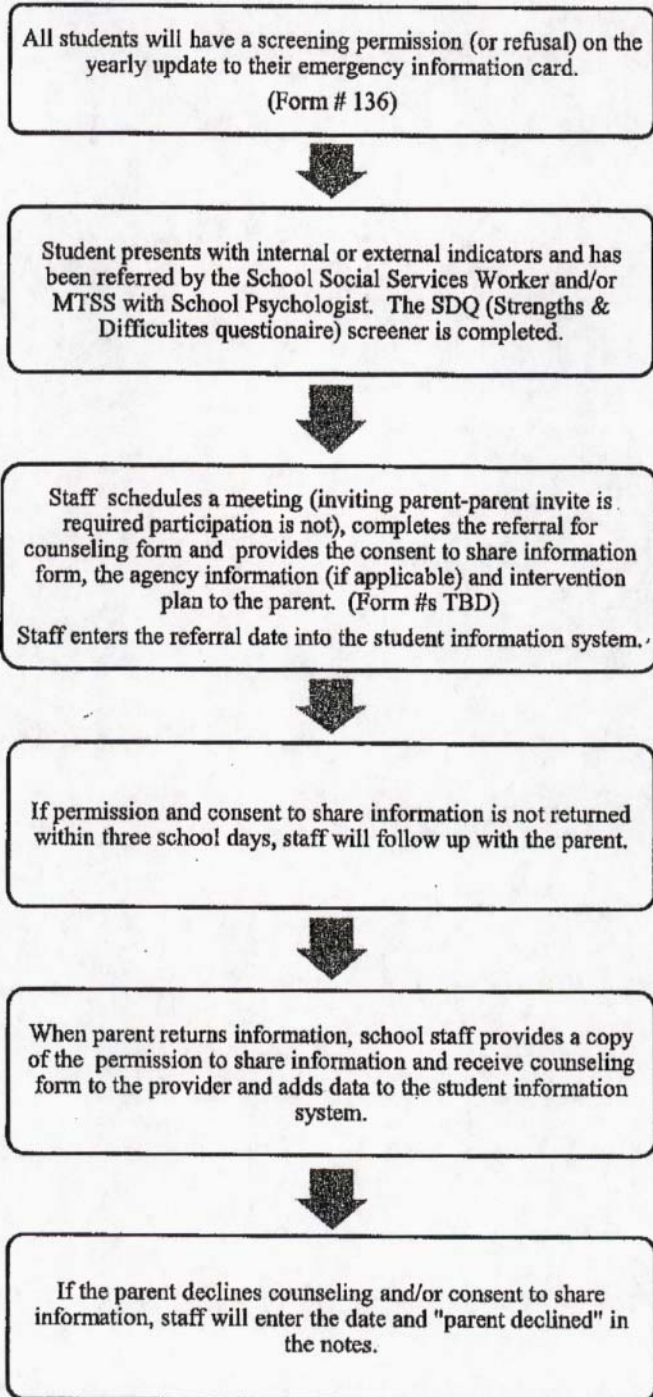 All students will have a screening permission (or refusal) on the
yearly update to their emergency information card.
(Form # 136)
Student presents with internal or external indicators and has
been referred by the School Social Services Worker and/or
MTSS with School Psychologist. The SDQ (Strengths &
Difficulites questionaire) screener is completed.
Staff schedules a meeting (inviting parent-parent invite is
required participation is not), completes the referral for
counseling form and provides the consent to share information
form, the agency information (if applicable) and intervention
plan to the parent. (Form #s TBD)
Staff enters the referral date into the student information system.
If permission and consent to share information is not returned
within three school days, staff will follow up with the parent.
When parent returns information, school staff provides a copy
of the permission to share information and receive counseling
form to the provider and adds data to the student information
system.
If the parent declines counseling and/or consent to share
information, staff will enter the date and "parent declined" in
the notes.